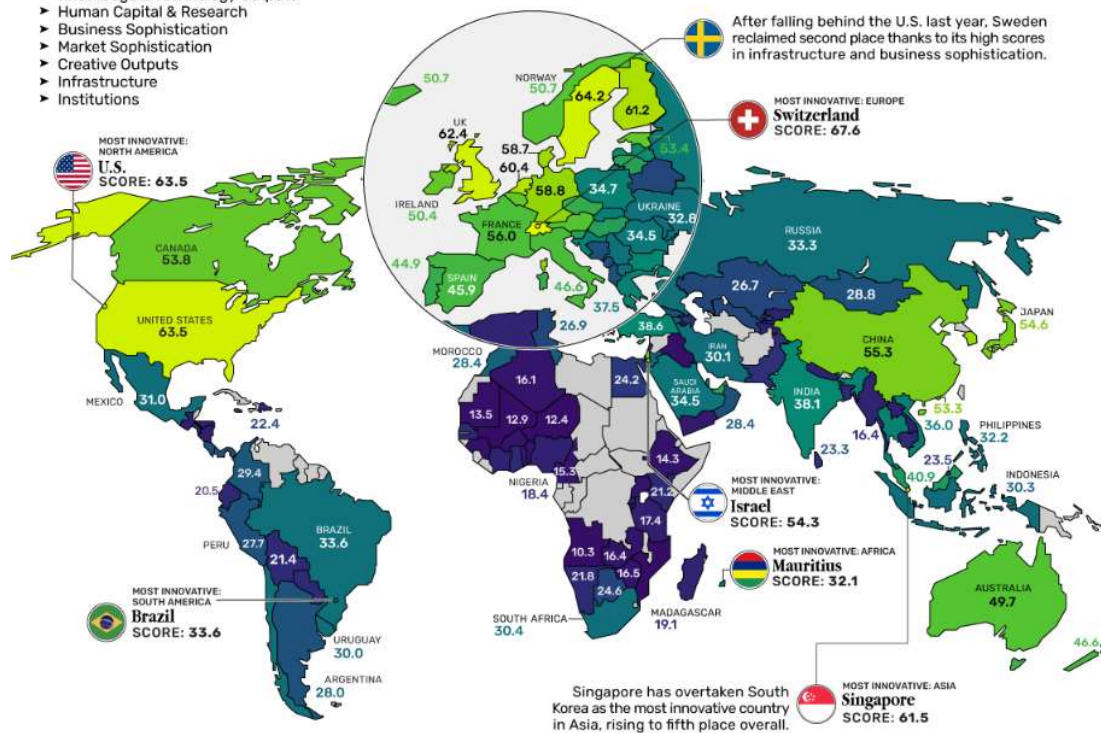 ➤ Human Capital & Research
➤ Business Sophistication
➤ Market Sophistication
➤ Creative Outputs
➤ Infrastructure
➤ Institutions
After falling behind the U.S. last year, Sweden
reclaimed second place thanks to its high scores
in infrastructure and business sophistication.
MOST INNOVATIVE: EUROPE
Switzerland
SCORE: 67.6
MOST INNOVATIVE:
NORTH AMERICA
U.S.
SCORE: 63.5
50.7
NORWAY
50.7
64.2
61.2
UK
62.4
58.7
60.4
53.4
58.8
34.7
IRELAND
50.4
UKRAINE
32.8
FRANCE
56.0
34.5
44.9
SPAIN
45.9
46.6
37.5
26.9
CANADA
53.8
UNITED STATES
63.5
MEXICO
31.0
22.4
29.4
20.5
PERU
27.7
21.4
BRAZIL
33.6
MOST INNOVATIVE:
SOUTH AMERICA
Brazil
SCORE: 33.6
URUGUAY
30.0
ARGENTINA
28.0
RUSSIA
33.3
26.7
28.8
JAPAN
54.6
CHINA
55.3
38.6
IRAN
30.1
MOROCCO
28.4
16.1
24.2
SAUDI
ARABIA
34.5
INDIA
38.1
13.5
12.9
12.4
28.4
53.3
36.0
PHILIPPINES
32.2
16.4
23.3
23.5
40.9
INDONESIA
30.3
14.3
15.3
NIGERIA
18.4
21.2
17.4
MOST INNOVATIVE:
MIDDLE EAST
Israel
SCORE: 54.3
10.3
16.4
21.8
16.5
24.6
MOST INNOVATIVE: AFRICA
Mauritius
SCORE: 32.1
SOUTH AFRICA
30.4
MADAGASCAR
19.1
AUSTRALIA
49.7
46.6
Singapore has overtaken South
Korea as the most innovative country
in Asia, rising to fifth place overall.
MOST INNOVATIVE: ASIA
Singapore
SCORE: 61.5